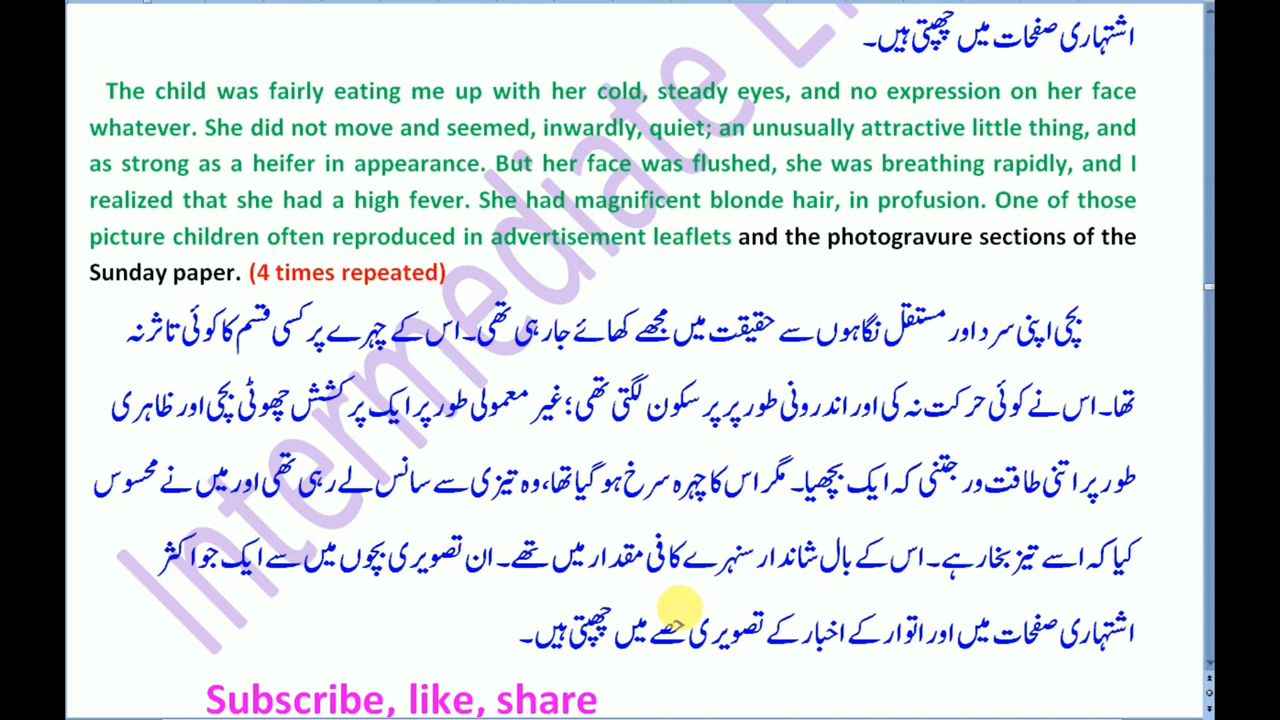 اشتہاری صفحات میں چھپتی ہیں۔
The child was fairly eating me up with her cold, steady eyes, and no expression on her face
whatever. She did not move and seemed, inwardly, quiet; an unusually attractive little thing, and
as strong as a heifer in appearance. But her face was flushed, she was breathing rapidly, and I
realized that she had a high fever. She had magnificent blonde hair, in profusion. One of those
picture children often reproduced in advertisement leaflets and the photogravure sections of the
Sunday paper. (4 times repeated)
بچی اپنی سرد اور مستقل نگاہوں سے حقیقت میں مجھے کھائے جا رہی تھی۔ اس کے چہرے پر کسی قسم کا کوئی تاثر نہ
تھا۔ اس نے کوئی حرکت نہ کی اور اندرونی طور پر پر سکون لگتی تھی؛ غیر معمولی طور پر ایک پر کشش چھوٹی بچی اور ظاہری
طور پر اتنی طاقت ور جتنی کہ ایک بچھیا۔ مگر اس کا چہرہ سرخ ہو گیا تھا، وہ تیزی سے سانس لے رہی تھی اور میں نے محسوس
کیا کہ اسے تیز بخار ہے۔ اس کے بال شاندار سنہرے کافی مقدار میں تھے۔ ان تصویری بچوں میں سے ایک جو اکثر
اشتہاری صفحات میں اور اتوار کے اخبار کے تصویری حصے میں چھپتی ہیں۔
Subscribe, like, share
Intermediate E